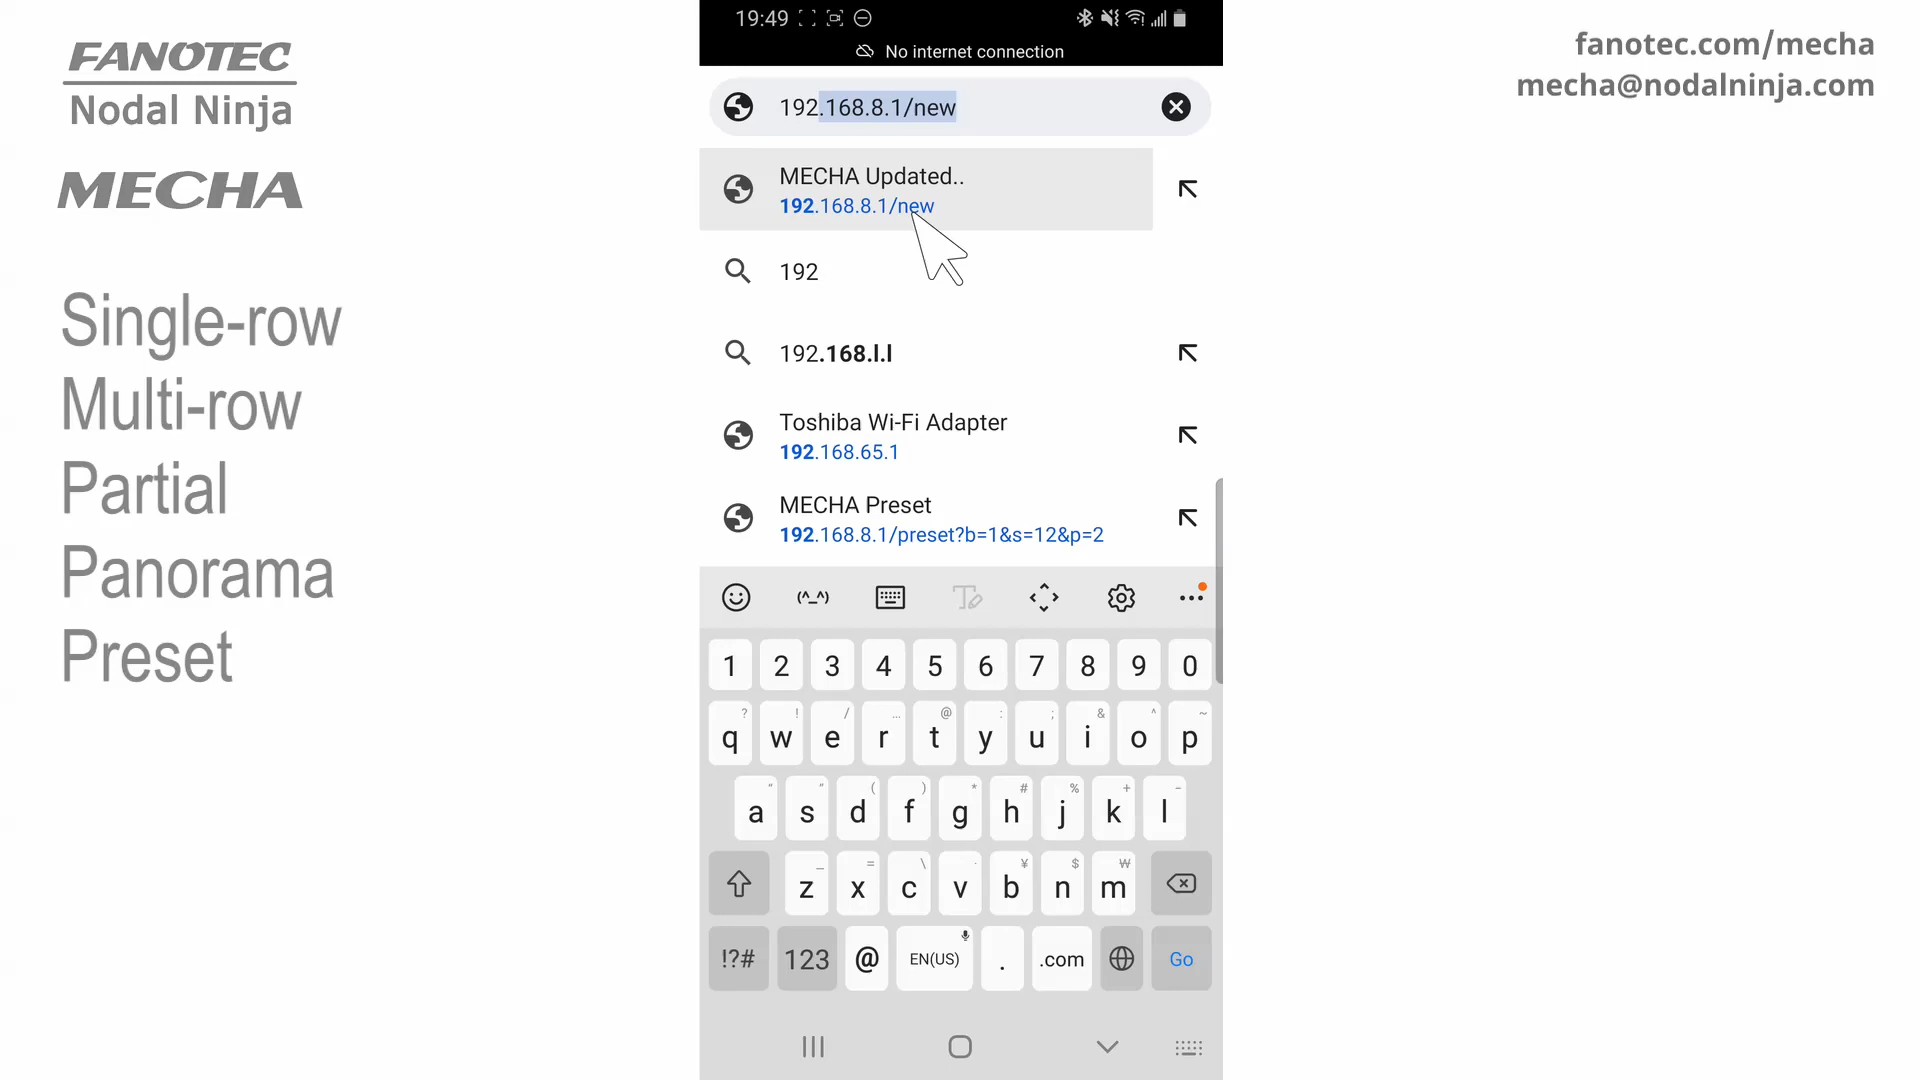 FANOTEC
Nodal Ninja
MECHA
Single-row
Multi-row
Partial
Panorama
Preset
19:49
No internet connection
192.168.8.1/new
MECHA Updated..
192.168.8.1/new
192
192.168.l.l
Toshiba Wi-Fi Adapter
192.168.65.1
MECHA Preset
192.168.8.1/preset?b=1&s=12&p=2
(^_^)
1 2 3 4 5 6 7 8 9 0
? ! / ... @ : ; & ^ ~
q w e r t y u i o p
" " ( ) * # % + -
a s d f g h j k l
_ = \ · ¥ $ ₩
z x c v b n m
!?# 123 @ EN(US) . .com Go
fanotec.com/mecha
mecha@nodalninja.com